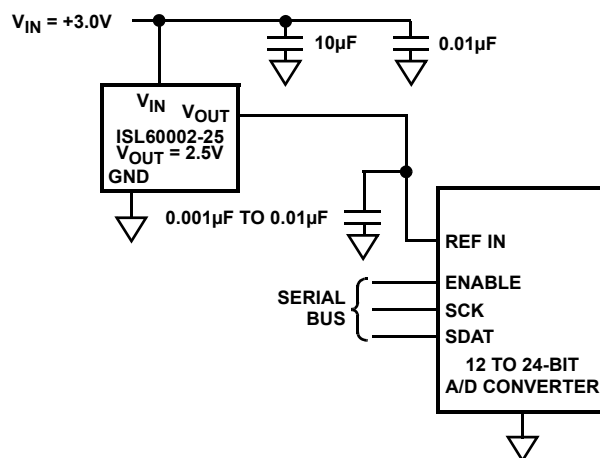 VIN = +3.0V
10µF
0.01µF
VIN
VOUT
ISL60002-25
VOUT = 2.5V
GND
0.001µF TO 0.01µF
REF IN
SERIAL
BUS
ENABLE
SCK
SDAT
12 TO 24-BIT
A/D CONVERTER